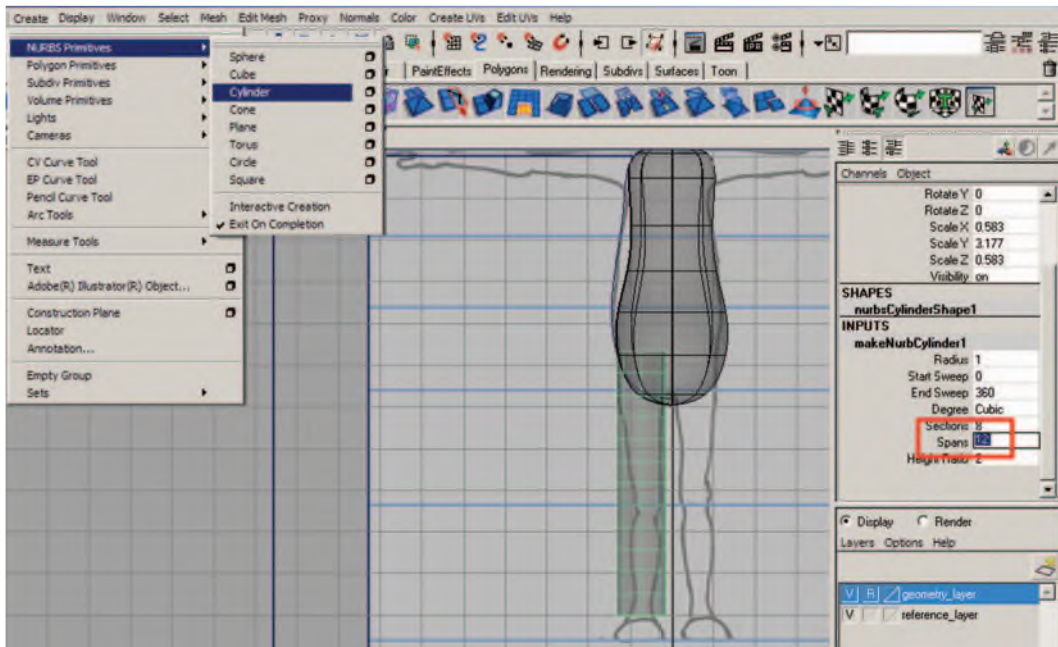 Create Display Window Select Mesh Edit Mesh Proxy Normals Color Create UVs Edit UVs Help
NURBS Primitives
Polygon Primitives
Subdiv Primitives
Volume Primitives
Lights
Cameras
CV Curve Tool
EP Curve Tool
Pencil Curve Tool
Arc Tools
Measure Tools
Text
Adobe(R) Illustrator(R) Object...
Construction Plane
Locator
Annotation...
Empty Group
Sets
Sphere
Cube
Cylinder
Cone
Plane
Torus
Circle
Square
Interactive Creation
Exit On Completion
PaintEffects Polygons Rendering Subdivs Surfaces Toon
Channels Object
Rotate Y 0
Rotate Z 0
Scale X 0.583
Scale Y 3.177
Scale Z 0.583
Visibility on
SHAPES
nurbsCylinderShape1
INPUTS
makeNurbCylinder1
Radius 1
Start Sweep 0
End Sweep 360
Degree Cubic
Sections 8
Spans 12
Height Ratio 2
Display Render
Layers Options Help
V R geometry_layer
V reference_layer